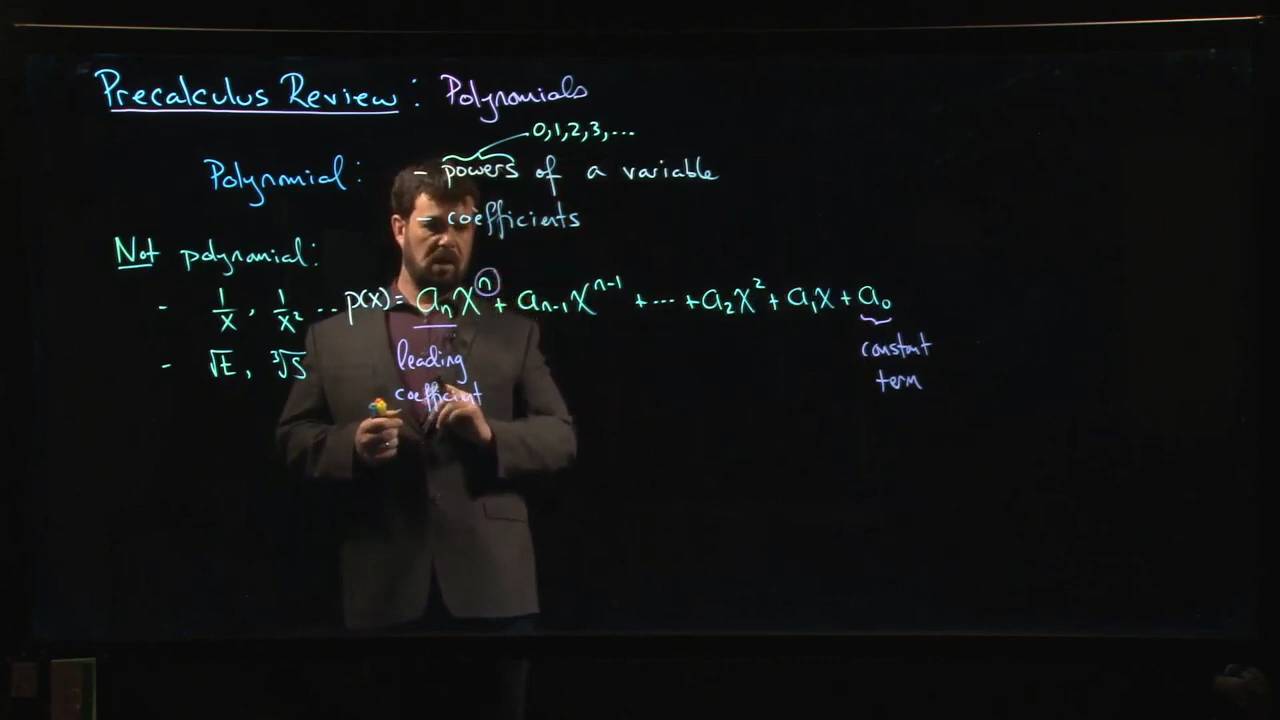 Precalculus Review: Polynomials
0,1,2,3,...
Polynomial: - powers of a variable
- coefficients
Not polynomial:
- 1/x, 1/x² ... p(x) = aₙxⁿ + aₙ₋₁xⁿ⁻¹ + ... + a₂x² + a₁x + a₀
- √t, ³√s
leading
coefficient
constant
term